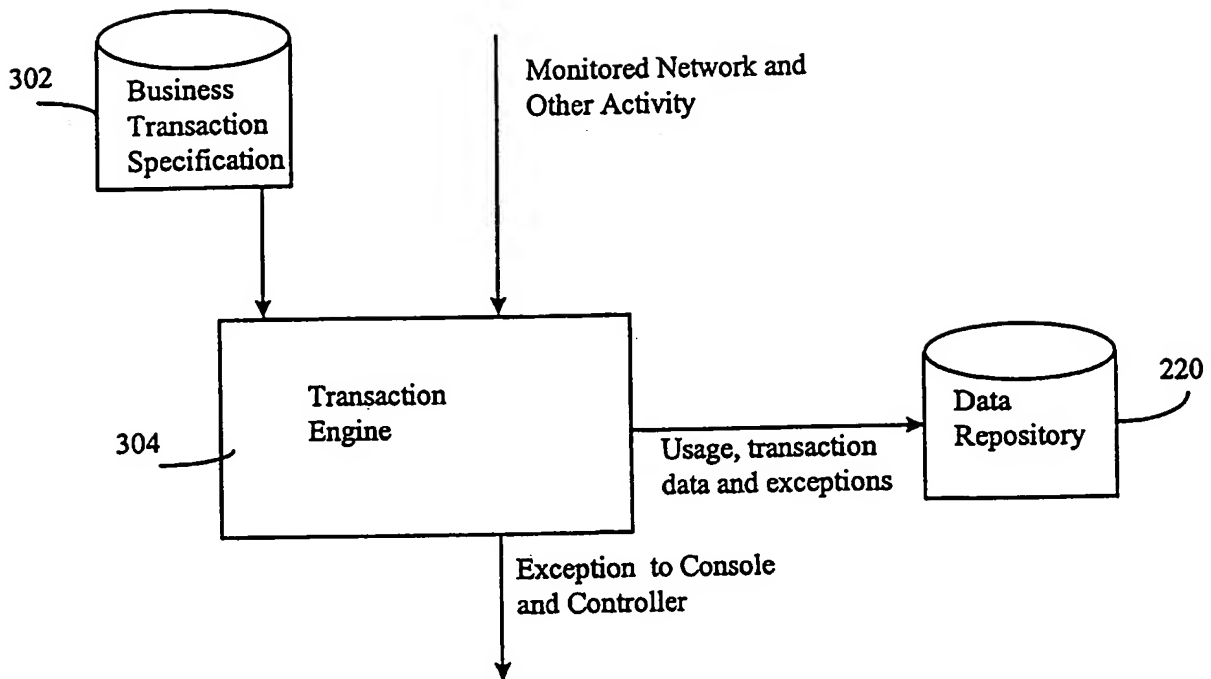 302
Business
Transaction
Specification
Monitored Network and
Other Activity
Transaction
Engine
304
Usage, transaction
data and exceptions
Data
Repository
220
Exception to Console
and Controller